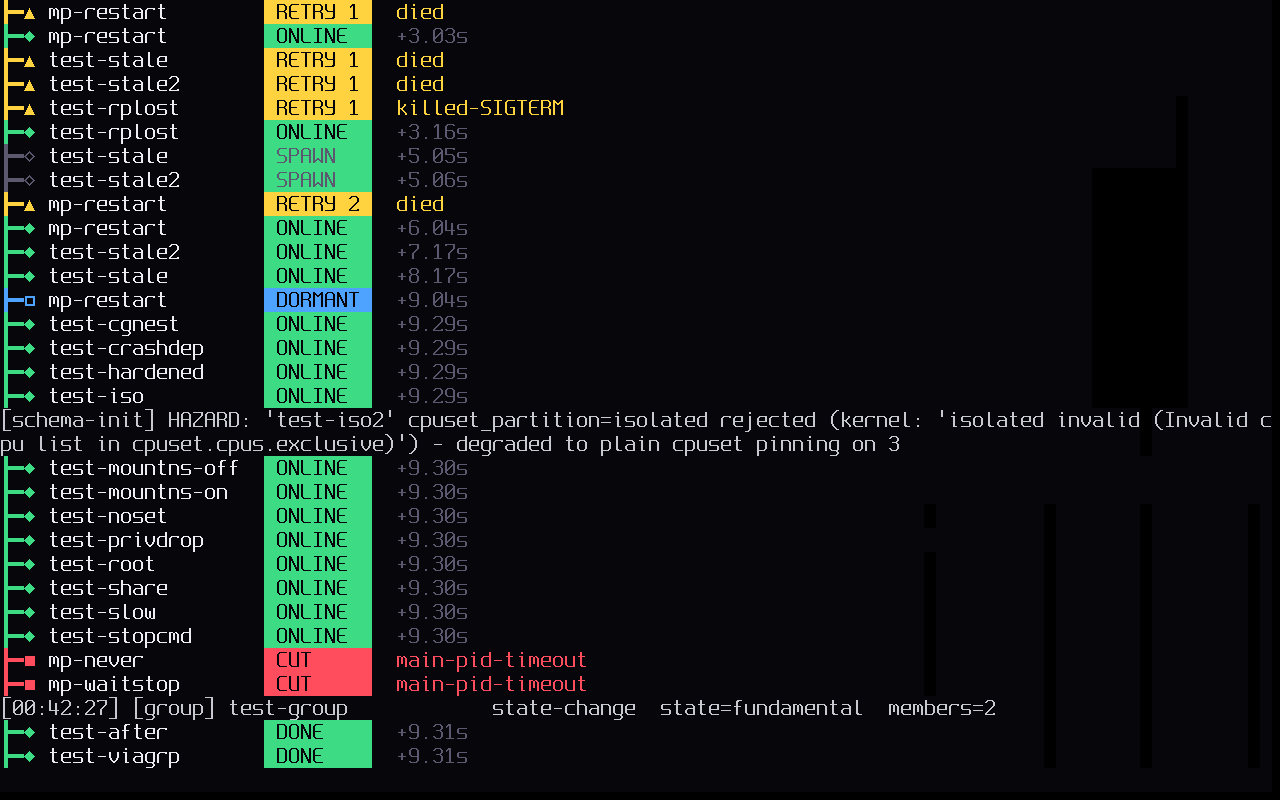 mp-restart RETRY 1 died
mp-restart ONLINE +3.03s
test-stale RETRY 1 died
test-stale2 RETRY 1 died
test-rplost RETRY 1 killed-SIGTERM
test-rplost ONLINE +3.16s
test-stale SPAWN +5.05s
test-stale2 SPAWN +5.06s
mp-restart RETRY 2 died
mp-restart ONLINE +6.04s
test-stale2 ONLINE +7.17s
test-stale ONLINE +8.17s
mp-restart DORMANT +9.04s
test-cgnest ONLINE +9.29s
test-crashdep ONLINE +9.29s
test-hardened ONLINE +9.29s
test-iso ONLINE +9.29s
[schema-init] HAZARD: 'test-iso2' cpuset_partition=isolated rejected (kernel: 'isolated invalid (Invalid c
pu list in cpuset.cpus.exclusive)') - degraded to plain cpuset pinning on 3
test-mountns-off ONLINE +9.30s
test-mountns-on ONLINE +9.30s
test-noset ONLINE +9.30s
test-privdrop ONLINE +9.30s
test-root ONLINE +9.30s
test-share ONLINE +9.30s
test-slow ONLINE +9.30s
test-stopcmd ONLINE +9.30s
mp-never CUT main-pid-timeout
mp-waitstop CUT main-pid-timeout
[00:42:27] [group] test-group state-change state=fundamental members=2
test-after DONE +9.31s
test-viagrp DONE +9.31s